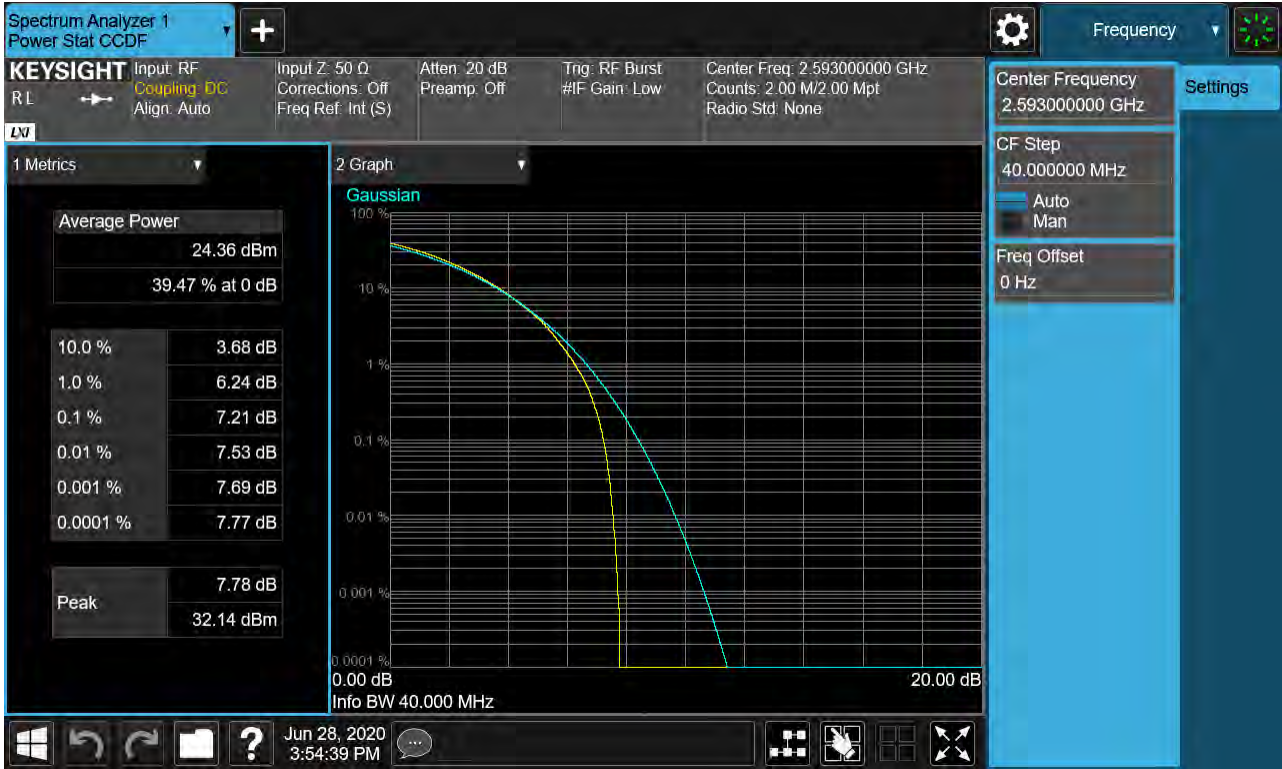 Spectrum Analyzer 1
Power Stat CCDF
Frequency
KEYSIGHT
R L
LXI
Input: RF
Coupling: DC
Align: Auto
Input Z: 50 Ω
Corrections: Off
Freq Ref: Int (S)
Atten: 20 dB
Preamp: Off
Trig: RF Burst
#IF Gain: Low
Center Freq: 2.593000000 GHz
Counts: 2.00 M/2.00 Mpt
Radio Std: None
Center Frequency
2.593000000 GHz
Settings
CF Step
40.000000 MHz
Auto
Man
Freq Offset
0 Hz
1 Metrics
Average Power
24.36 dBm
39.47 % at 0 dB
10.0 % 3.68 dB
1.0 % 6.24 dB
0.1 % 7.21 dB
0.01 % 7.53 dB
0.001 % 7.69 dB
0.0001 % 7.77 dB
Peak
7.78 dB
32.14 dBm
2 Graph
Gaussian
100 %
10 %
1 %
0.1 %
0.01 %
0.001 %
0.0001 %
0.00 dB 20.00 dB
Info BW 40.000 MHz
?
Jun 28, 2020
3:54:39 PM